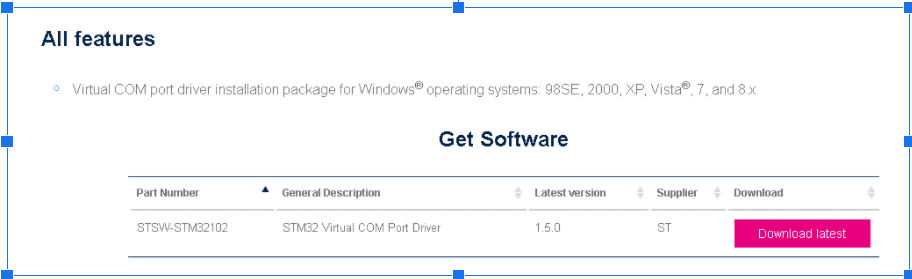 All features
Virtual COM port driver installation package for Windows® operating systems: 98SE, 2000, XP, Vista®, 7, and 8.x
Get Software
Part Number General Description Latest version Supplier Download
STSW-STM32102 STM32 Virtual COM Port Driver 1.5.0 ST Download latest